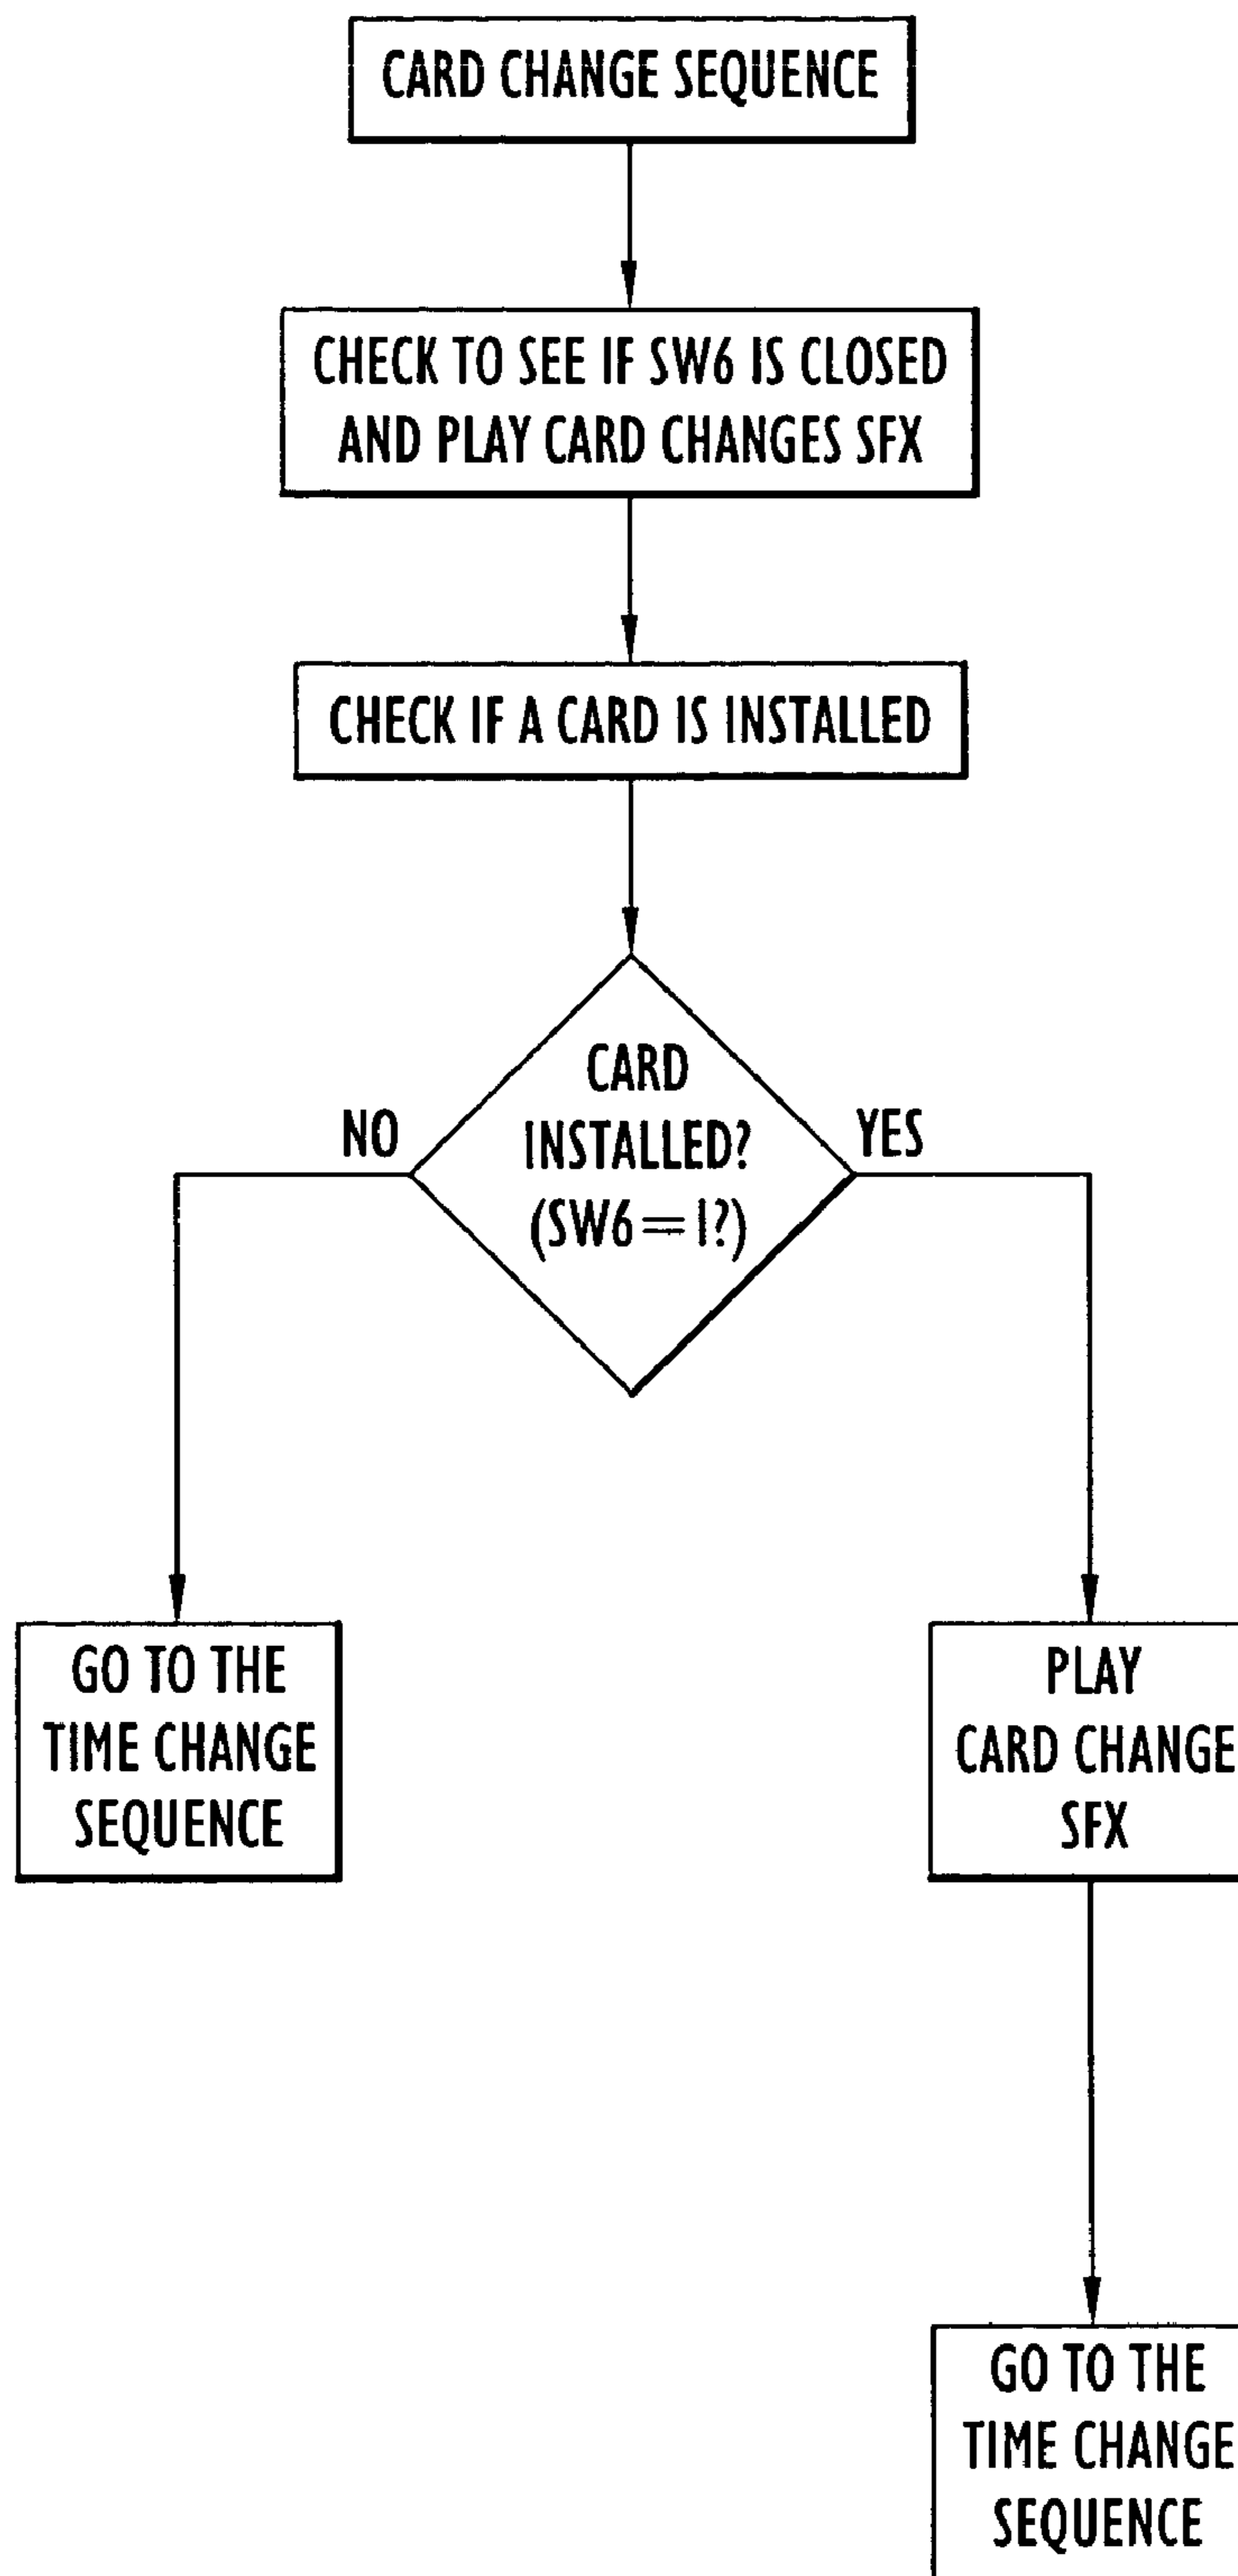 CARD CHANGE SEQUENCE
CHECK TO SEE IF SW6 IS CLOSED
AND PLAY CARD CHANGES SFX
CHECK IF A CARD IS INSTALLED
CARD
INSTALLED?
(SW6=1?)
NO
YES
GO TO THE
TIME CHANGE
SEQUENCE
PLAY
CARD CHANGE
SFX
GO TO THE
TIME CHANGE
SEQUENCE